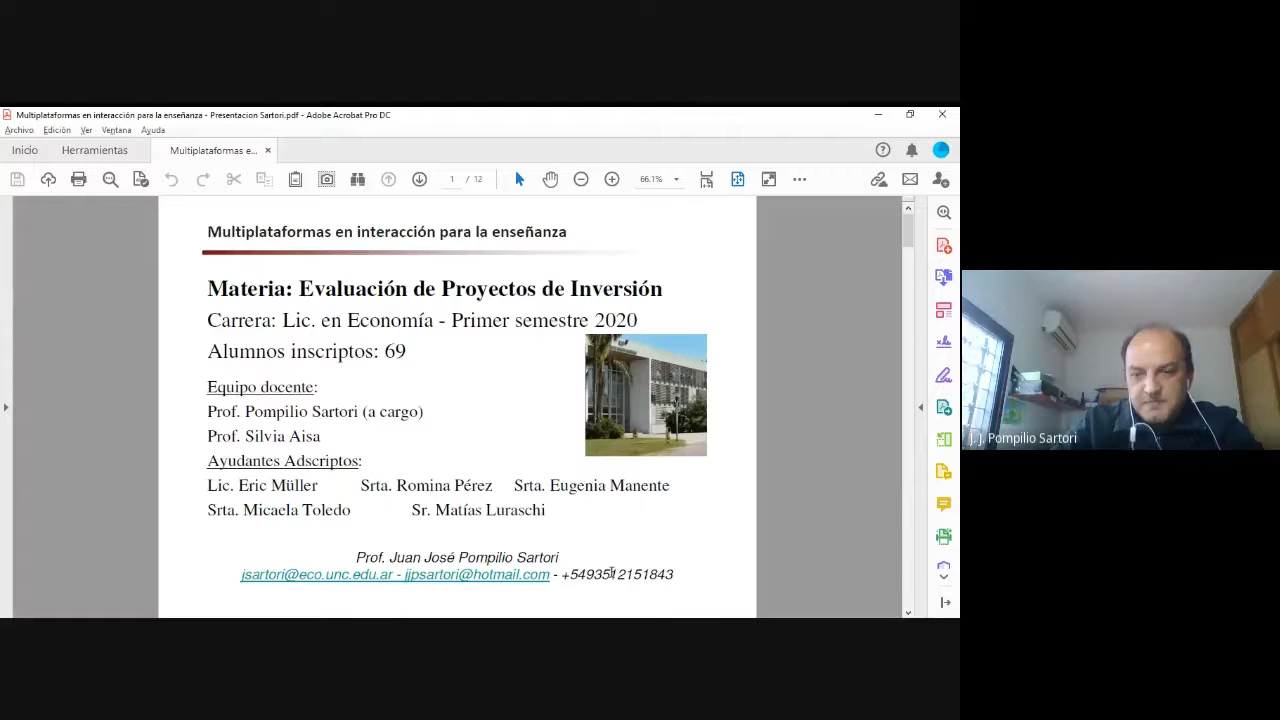 Multiplataformas en interacción para la enseñanza - Presentacion Sartori.pdf - Adobe Acrobat Pro DC
Archivo Edición Ver Ventana Ayuda
Inicio Herramientas Multiplataformas e... ×
1 / 12 66.1%
Multiplataformas en interacción para la enseñanza
Materia: Evaluación de Proyectos de Inversión
Carrera: Lic. en Economía - Primer semestre 2020
Alumnos inscriptos: 69
Equipo docente:
Prof. Pompilio Sartori (a cargo)
Prof. Silvia Aisa
Ayudantes Adscriptos:
Lic. Eric Müller Srta. Romina Pérez Srta. Eugenia Manente
Srta. Micaela Toledo Sr. Matías Luraschi
Prof. Juan José Pompilio Sartori
jsartori@eco.unc.edu.ar - jjpsartori@hotmail.com - +5493512151843
J. J. Pompilio Sartori